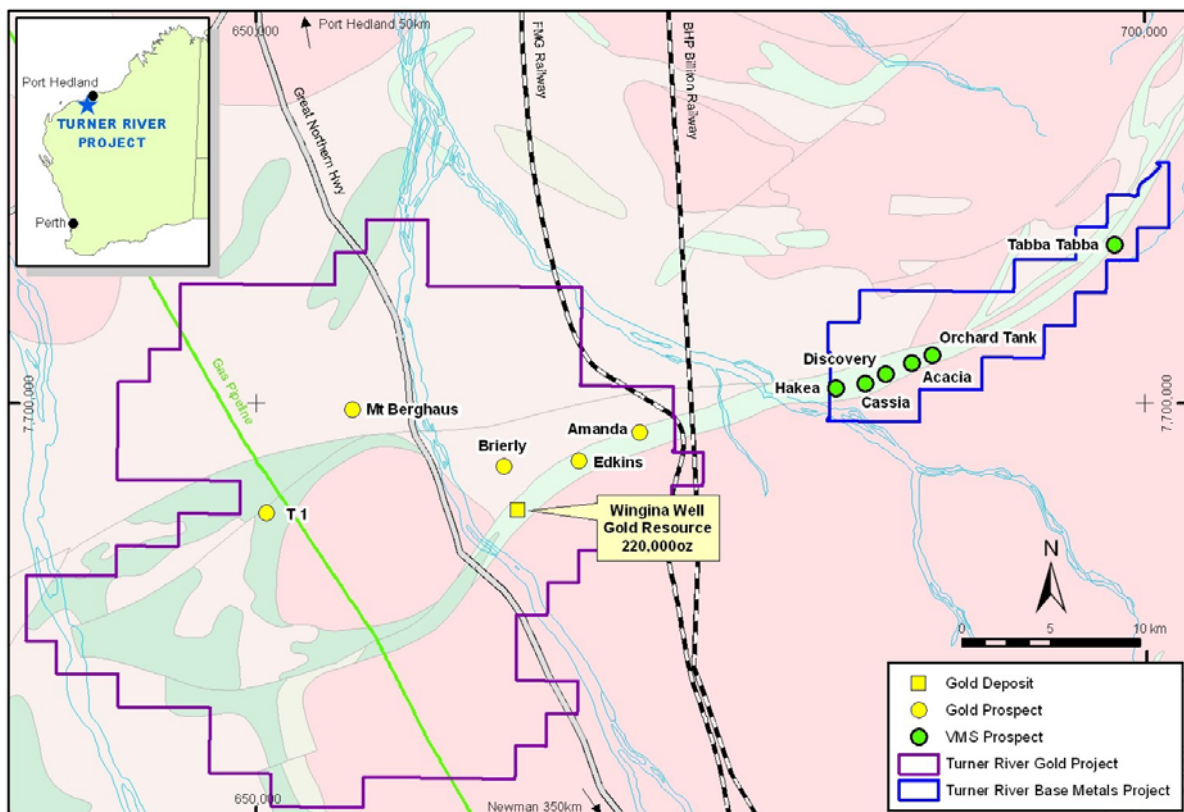 650,000
Port Hedland 50km
FMG Railway
BHP Billiton Railway
700,000
Port Hedland
TURNER RIVER
PROJECT
Perth
Great Northern Hwy
Tabba Tabba
Gas Pipeline
Orchard Tank
Discovery
Acacia
Hakea
Cassia
7,700,000
7,700,000
Mt Berghaus
Amanda
Brierly
Edkins
T 1
Wingina Well
Gold Resource
220,000oz
N
0 5 10 km
Gold Deposit
Gold Prospect
VMS Prospect
Turner River Gold Project
Turner River Base Metals Project
650,000
Newman 350km